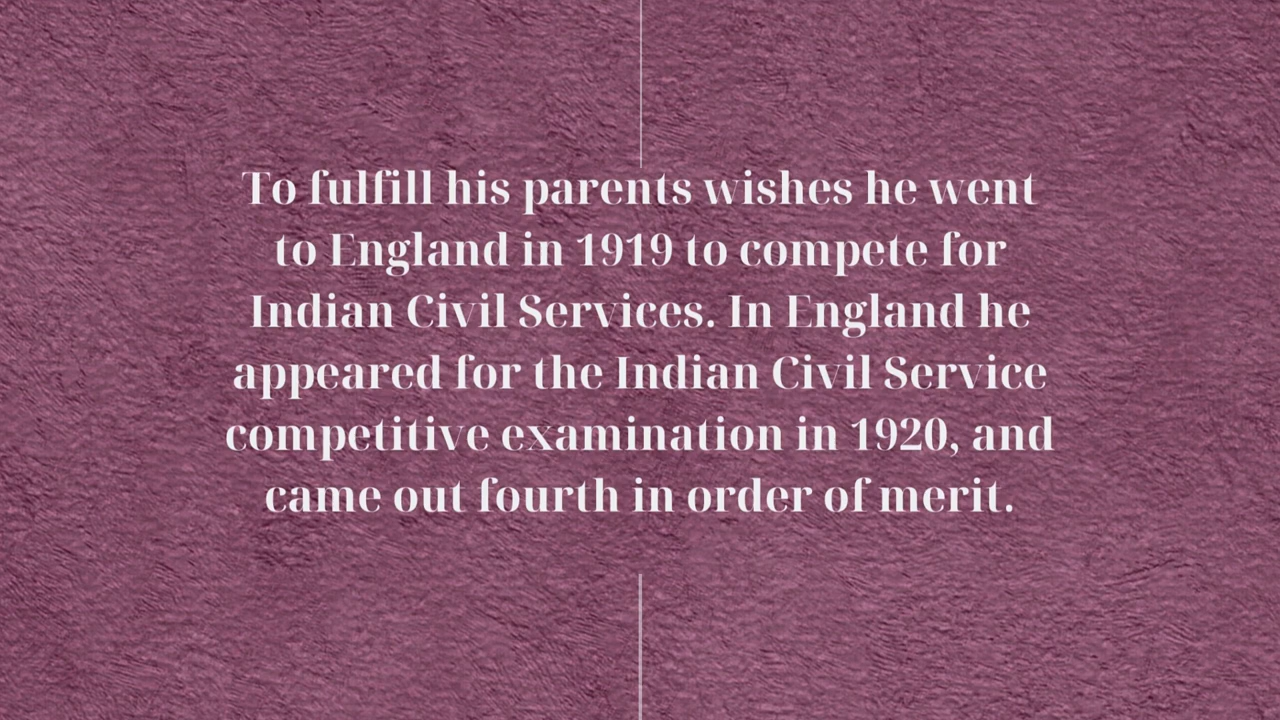 To fulfill his parents wishes he went
to England in 1919 to compete for
Indian Civil Services. In England he
appeared for the Indian Civil Service
competitive examination in 1920, and
came out fourth in order of merit.